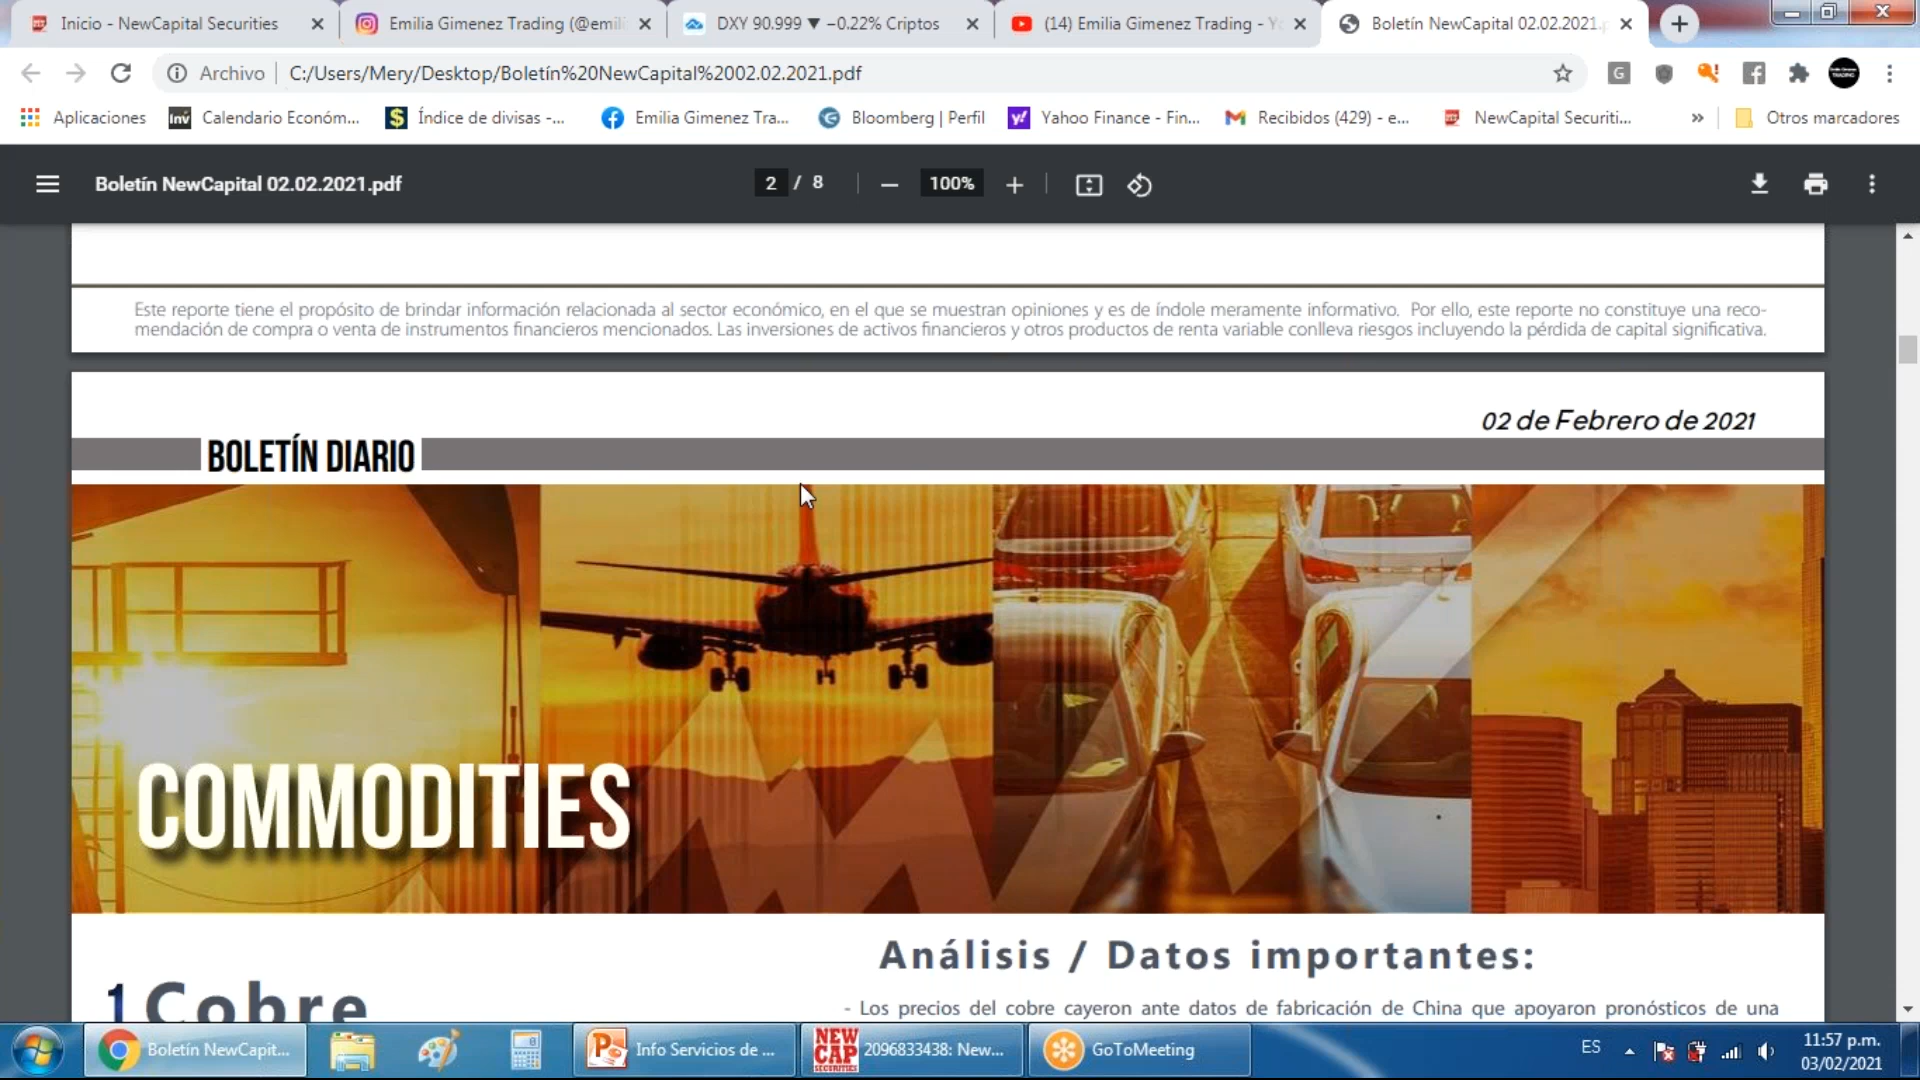 Inicio - NewCapital Securities
Emilia Gimenez Trading (@emili
DXY 90.999 ▼ −0.22% Criptos
(14) Emilia Gimenez Trading - Yo
Boletín NewCapital 02.02.2021.p
Archivo
C:/Users/Mery/Desktop/Boletín%20NewCapital%2002.02.2021.pdf
Aplicaciones
Calendario Económ...
Índice de divisas -...
Emilia Gimenez Tra...
Bloomberg | Perfil
Yahoo Finance - Fin...
Recibidos (429) - e...
NewCapital Securiti...
»
Otros marcadores
Boletín NewCapital 02.02.2021.pdf
2 / 8
100%
Este reporte tiene el propósito de brindar información relacionada al sector económico, en el que se muestran opiniones y es de índole meramente informativo. Por ello, este reporte no constituye una reco-
mendación de compra o venta de instrumentos financieros mencionados. Las inversiones de activos financieros y otros productos de renta variable conlleva riesgos incluyendo la pérdida de capital significativa.
02 de Febrero de 2021
BOLETÍN DIARIO
COMMODITIES
Análisis / Datos importantes:
1 Cobre
- Los precios del cobre cayeron ante datos de fabricación de China que apoyaron pronósticos de una
Boletín NewCapit...
Info Servicios de ...
NEW CAP SECURITIES
2096833438: New...
GoToMeeting
ES
11:57 p.m.
03/02/2021